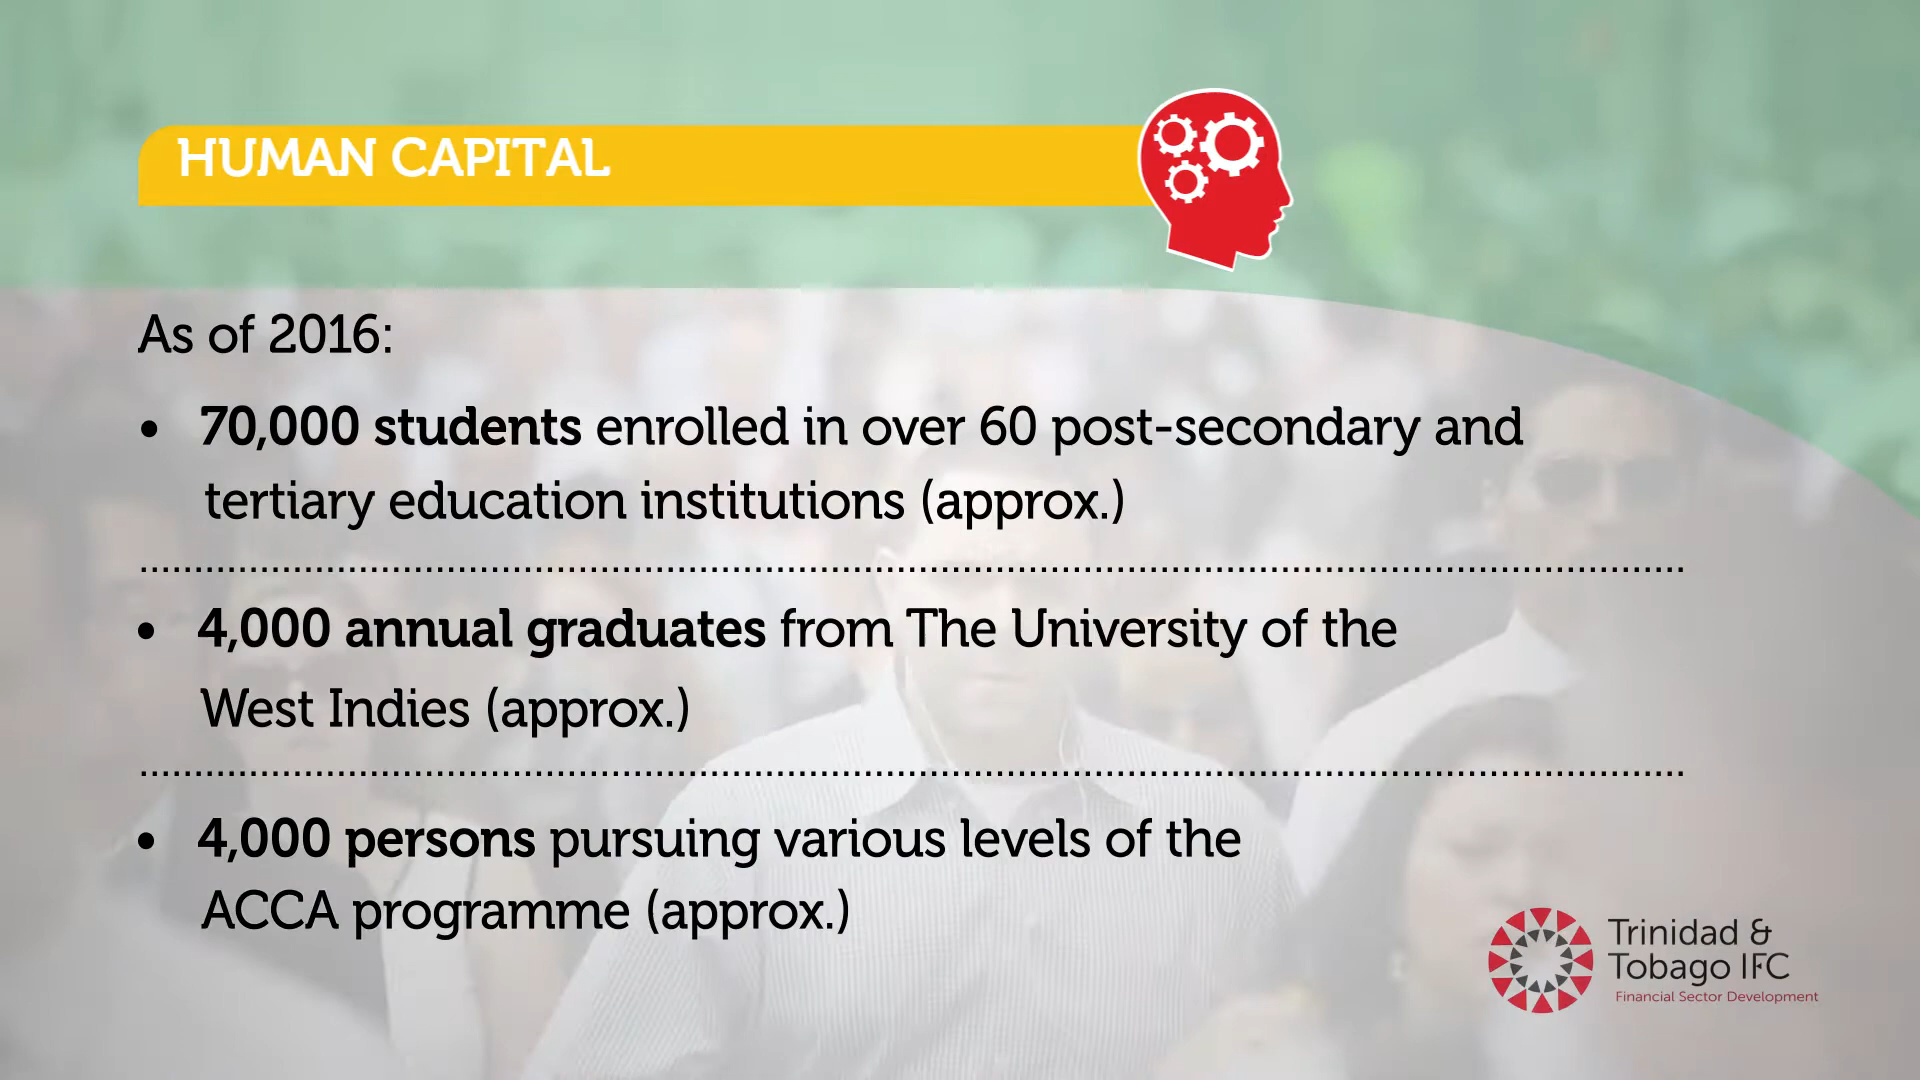 HUMAN CAPITAL
As of 2016:
• 70,000 students enrolled in over 60 post-secondary and
tertiary education institutions (approx.)
• 4,000 annual graduates from The University of the
West Indies (approx.)
• 4,000 persons pursuing various levels of the
ACCA programme (approx.)
Trinidad &
Tobago IFC
Financial Sector Development